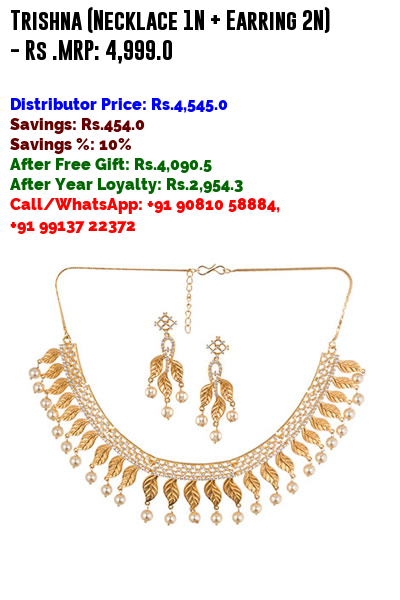 Trishna (Necklace 1N + Earring 2N)
- Rs .MRP: 4,999.0
Distributor Price: Rs.4,545.0
Savings: Rs.454.0
Savings %: 10%
After Free Gift: Rs.4,090.5
After Year Loyalty: Rs.2,954.3
Call/WhatsApp: +91 90810 58884,
+91 99137 22372